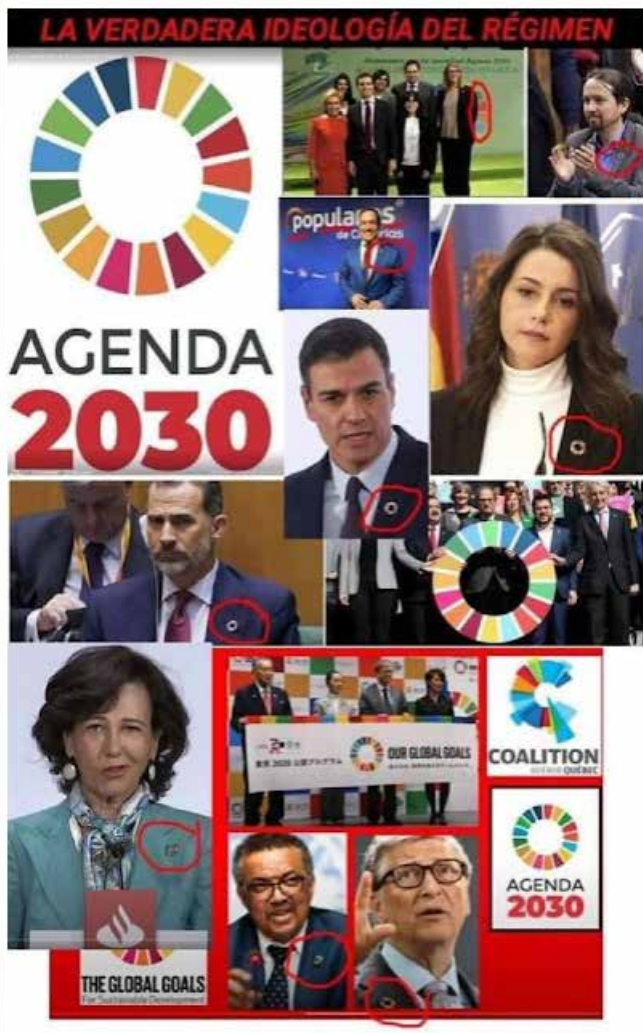 LA VERDADERA IDEOLOGÍA DEL RÉGIMEN
populares
de
AGENDA
2030
OUR GLOBAL GOALS
COALITION
QUÉBEC
AGENDA
2030
THE GLOBAL GOALS
For Sustainable Development